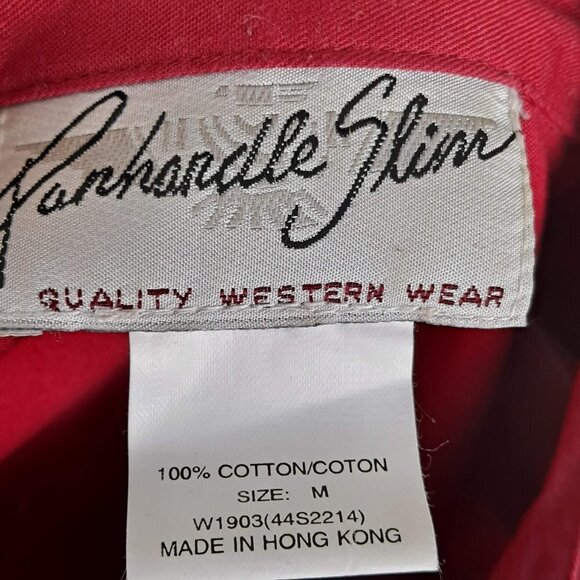 Panhandle Slim
QUALITY WESTERN WEAR
100% COTTON/COTON
SIZE: M
W1903(44S2214)
MADE IN HONG KONG